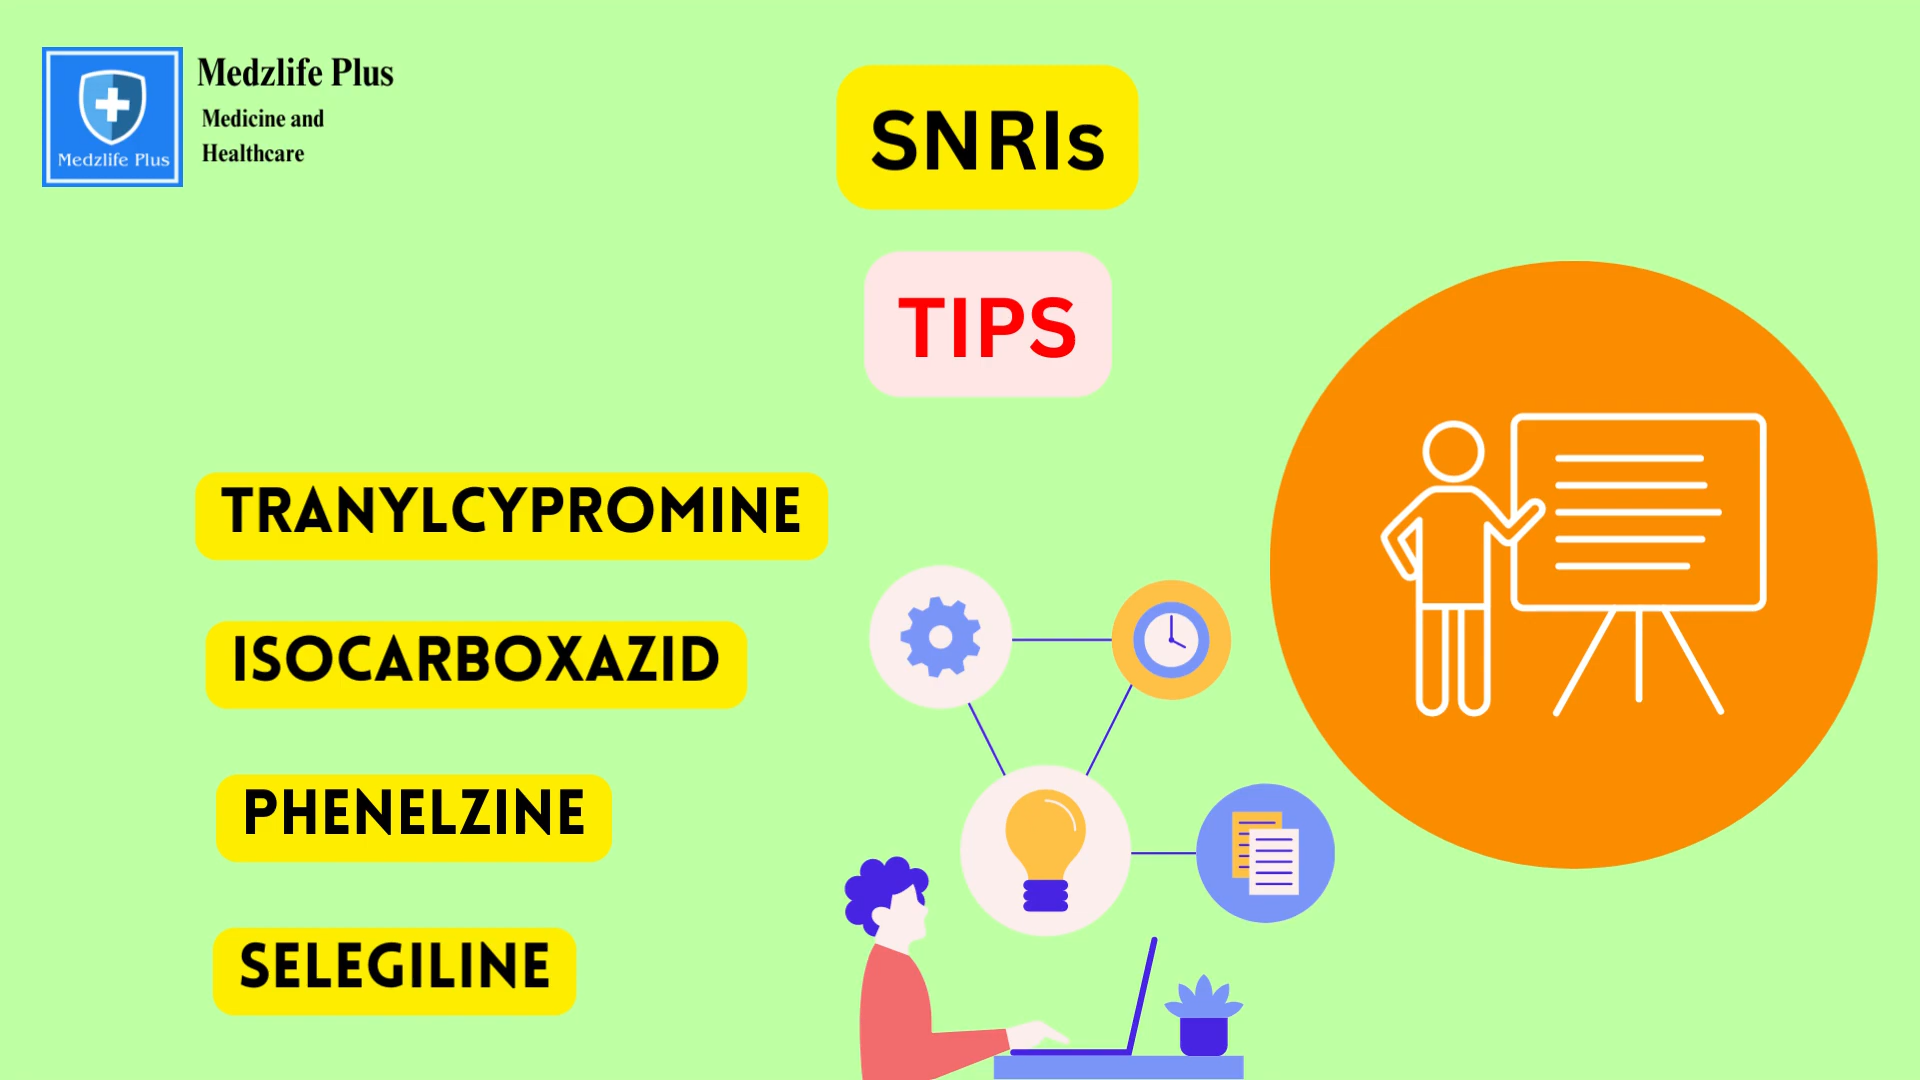 Medzlife Plus
Medicine and
Healthcare
Medzlife Plus
SNRIs
TIPS
TRANYLCYPROMINE
ISOCARBOXAZID
PHENELZINE
SELEGILINE